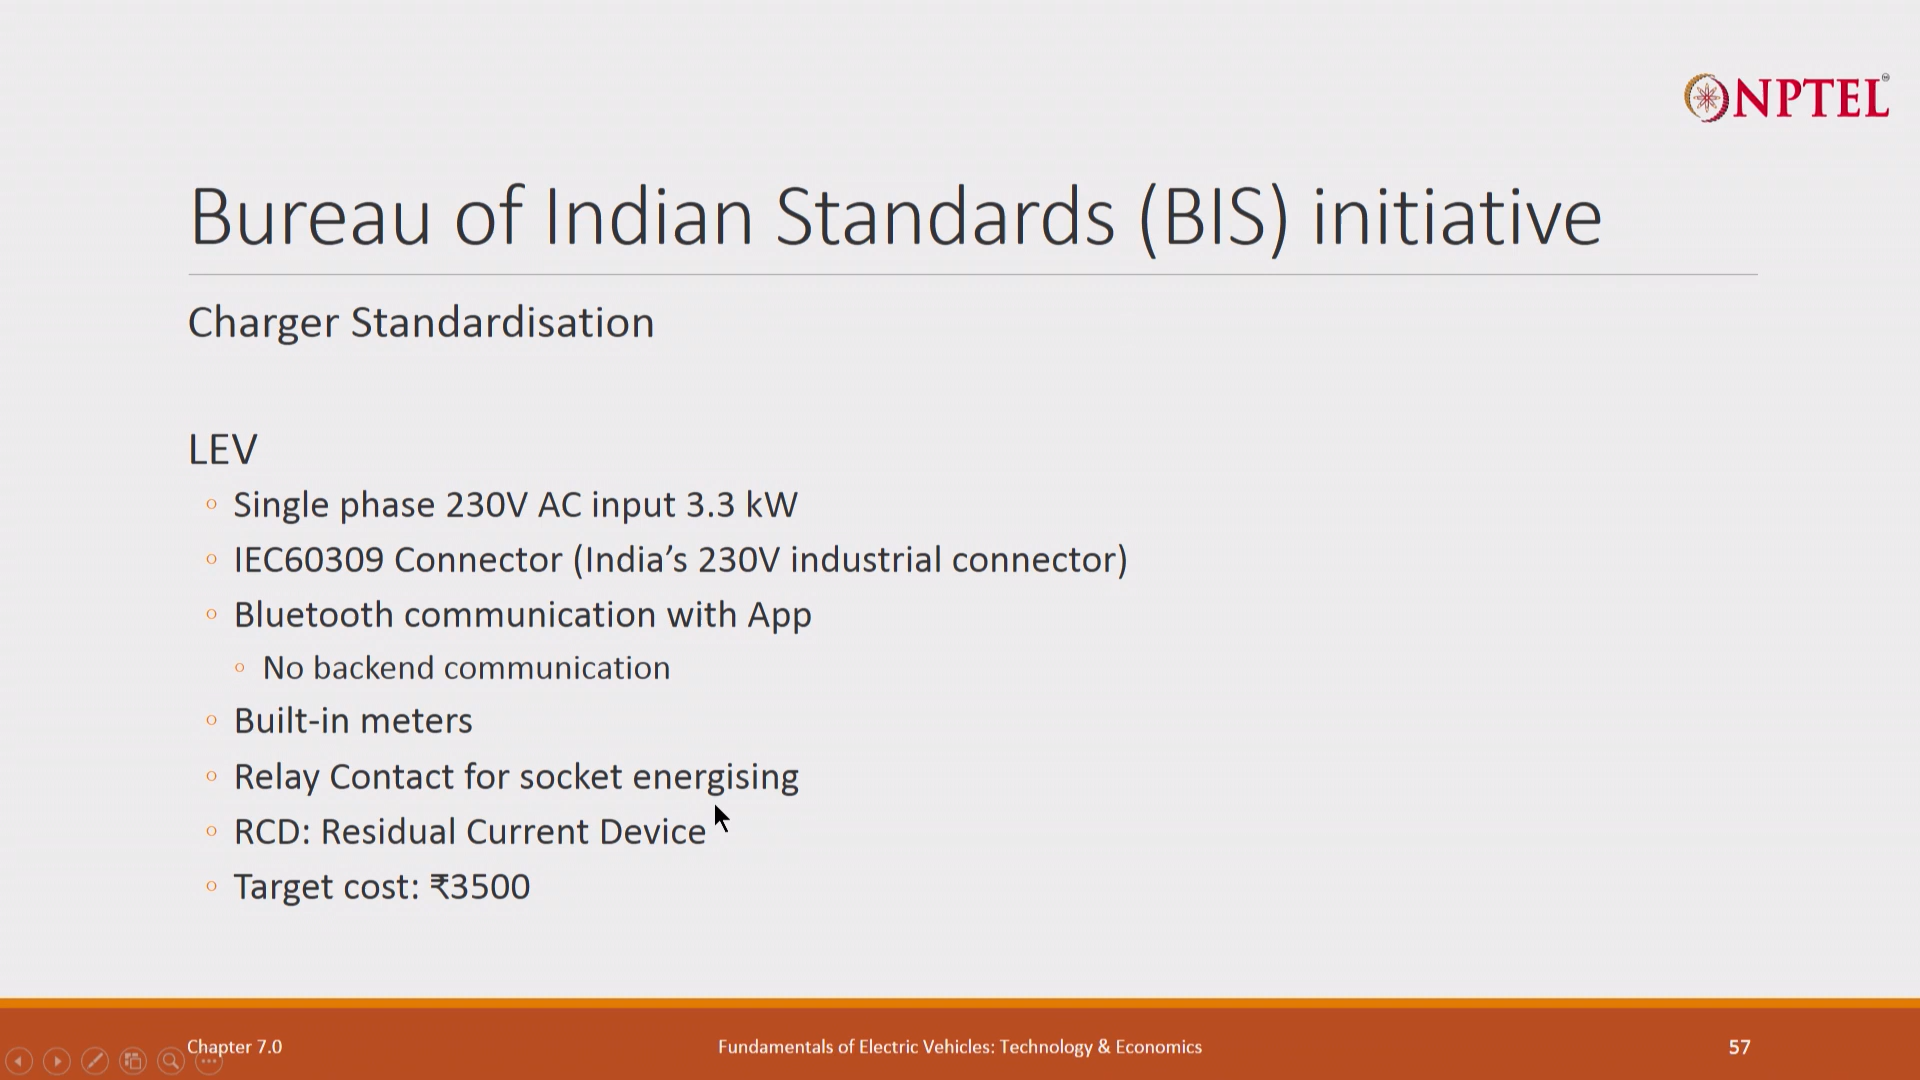 NPTEL
Bureau of Indian Standards (BIS) initiative
Charger Standardisation
LEV
Single phase 230V AC input 3.3 kW
IEC60309 Connector (India’s 230V industrial connector)
Bluetooth communication with App
No backend communication
Built-in meters
Relay Contact for socket energising
RCD: Residual Current Device
Target cost: ₹3500
Chapter 7.0
Fundamentals of Electric Vehicles: Technology & Economics
57